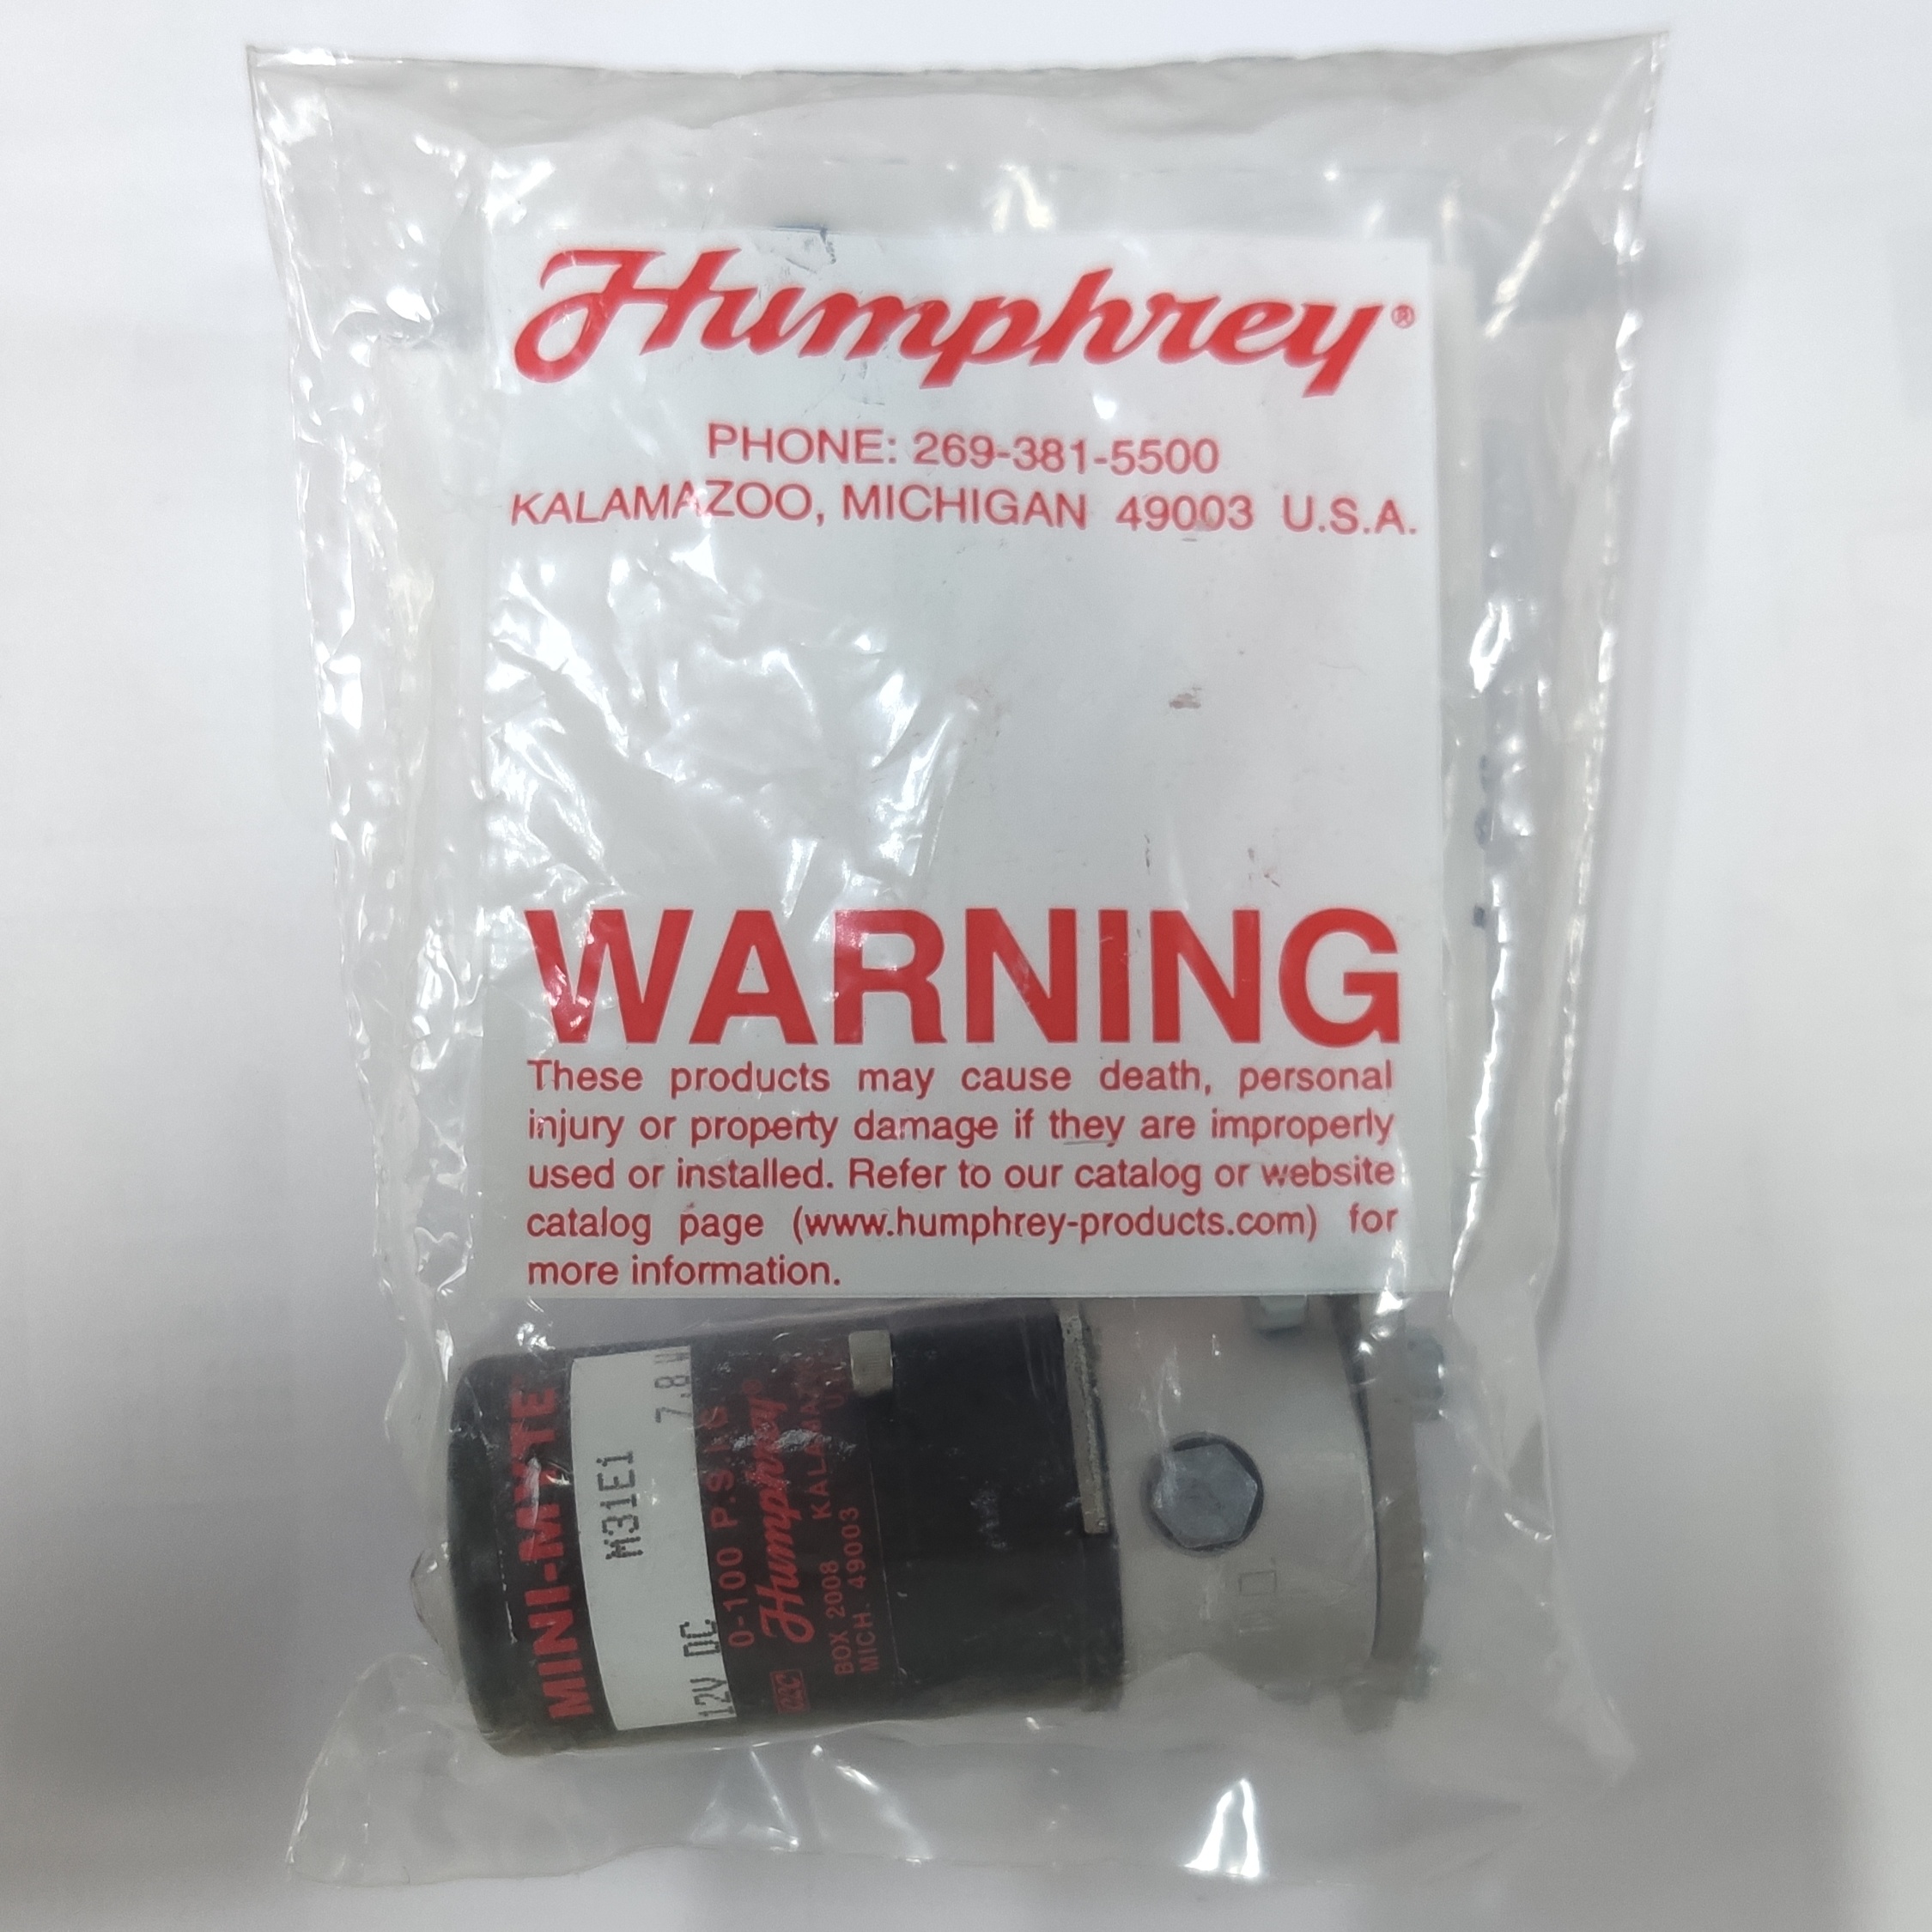 Humphrey®
PHONE: 269-381-5500
KALAMAZOO, MICHIGAN 49003 U.S.A.
WARNING
These products may cause death, personal
injury or property damage if they are improperly
used or installed. Refer to our catalog or website
catalog page (www.humphrey-products.com) for
more information.
MINI-MYTE
M31E1
12V DC 7.8 W
0-100 P.S.I.G.
Humphrey®
BOX 2008 KALAMAZOO
MICH. 49003